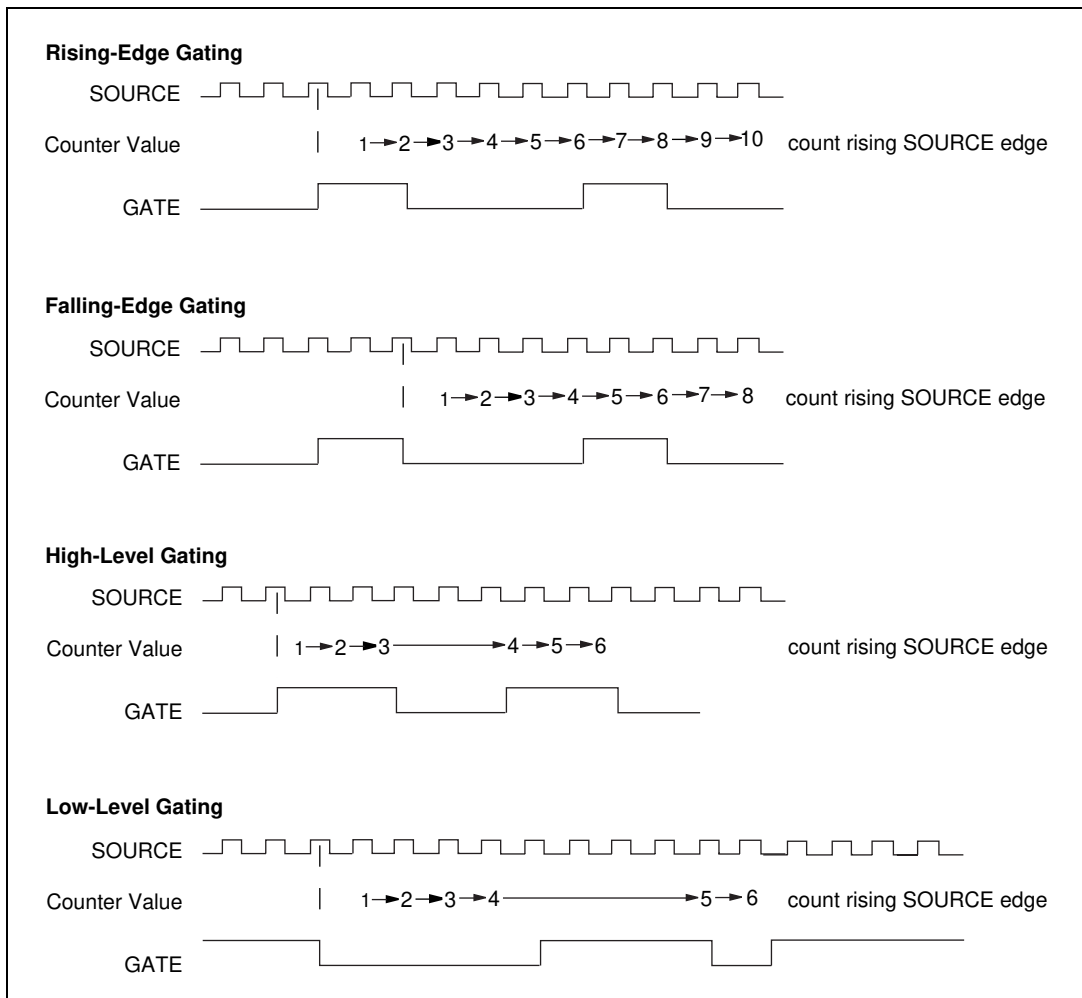 Rising-Edge Gating
SOURCE
Counter Value 1 2 3 4 5 6 7 8 9 10 count rising SOURCE edge
GATE
Falling-Edge Gating
SOURCE
Counter Value 1 2 3 4 5 6 7 8 count rising SOURCE edge
GATE
High-Level Gating
SOURCE
Counter Value 1 2 3 4 5 6 count rising SOURCE edge
GATE
Low-Level Gating
SOURCE
Counter Value 1 2 3 4 5 6 count rising SOURCE edge
GATE